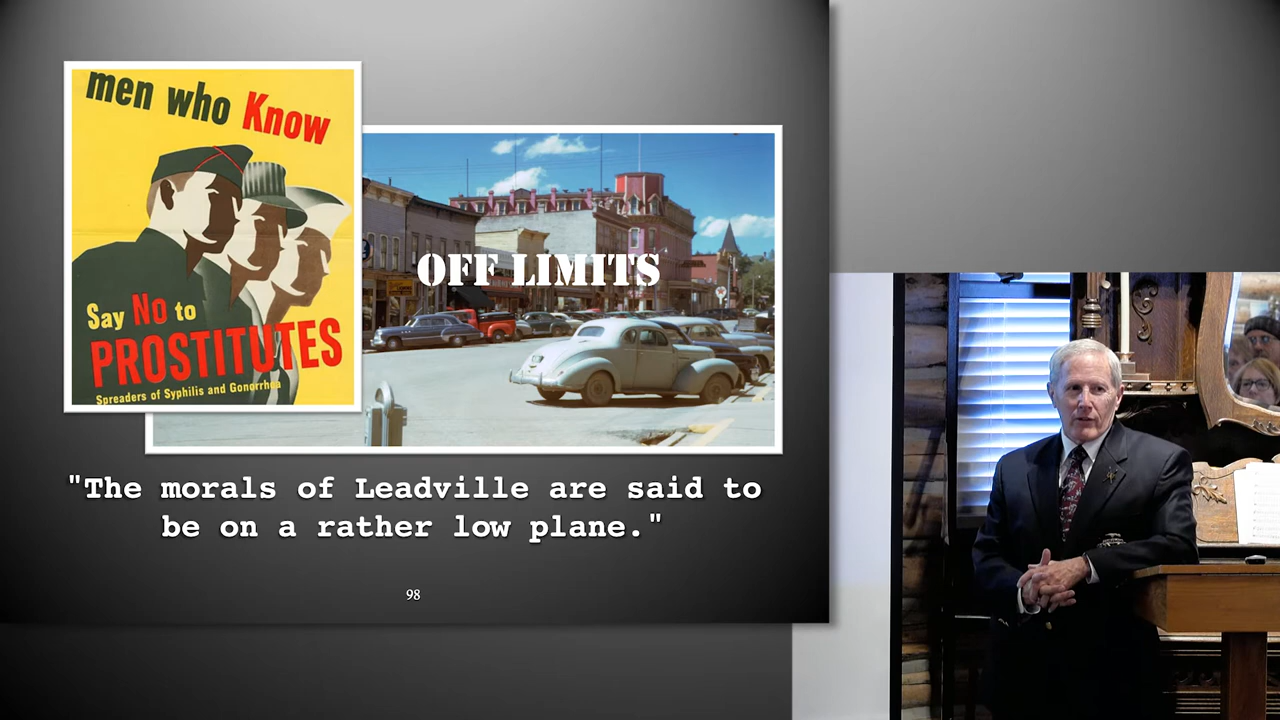 men who Know
Say No to
PROSTITUTES
Spreaders of Syphilis and Gonorrhea
OFF LIMITS
"The morals of Leadville are said to
be on a rather low plane."
98